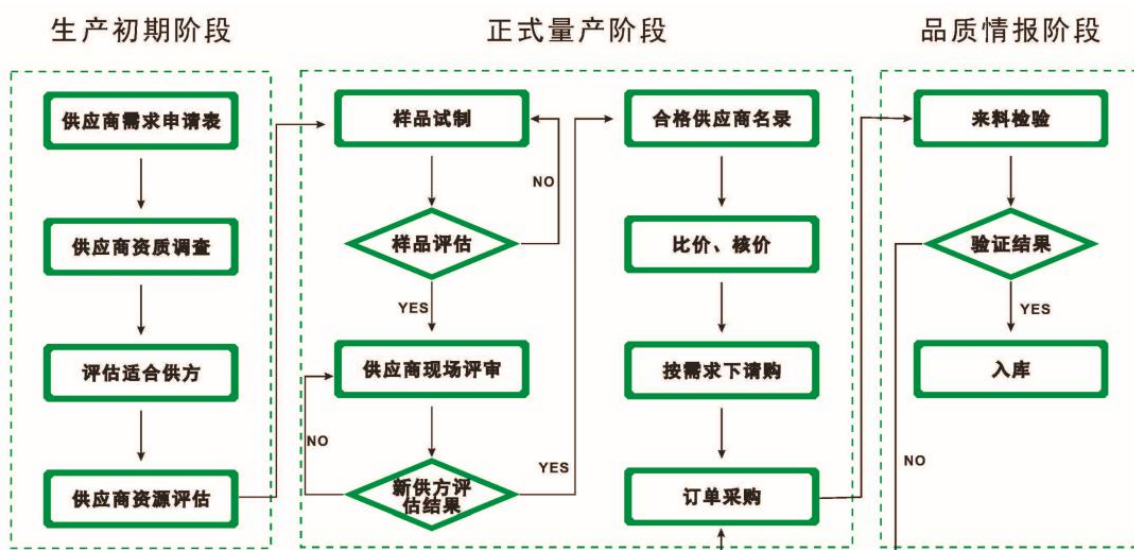 生产初期阶段
供应商需求申请表
供应商资质调查
评估适合供方
供应商资源评估
正式量产阶段
样品试制
NO
样品评估
YES
供应商现场评审
NO
新供方评
估结果
YES
合格供应商名录
比价、核价
按需求下请购
订单采购
品质情报阶段
来料检验
验证结果
YES
入库
NO